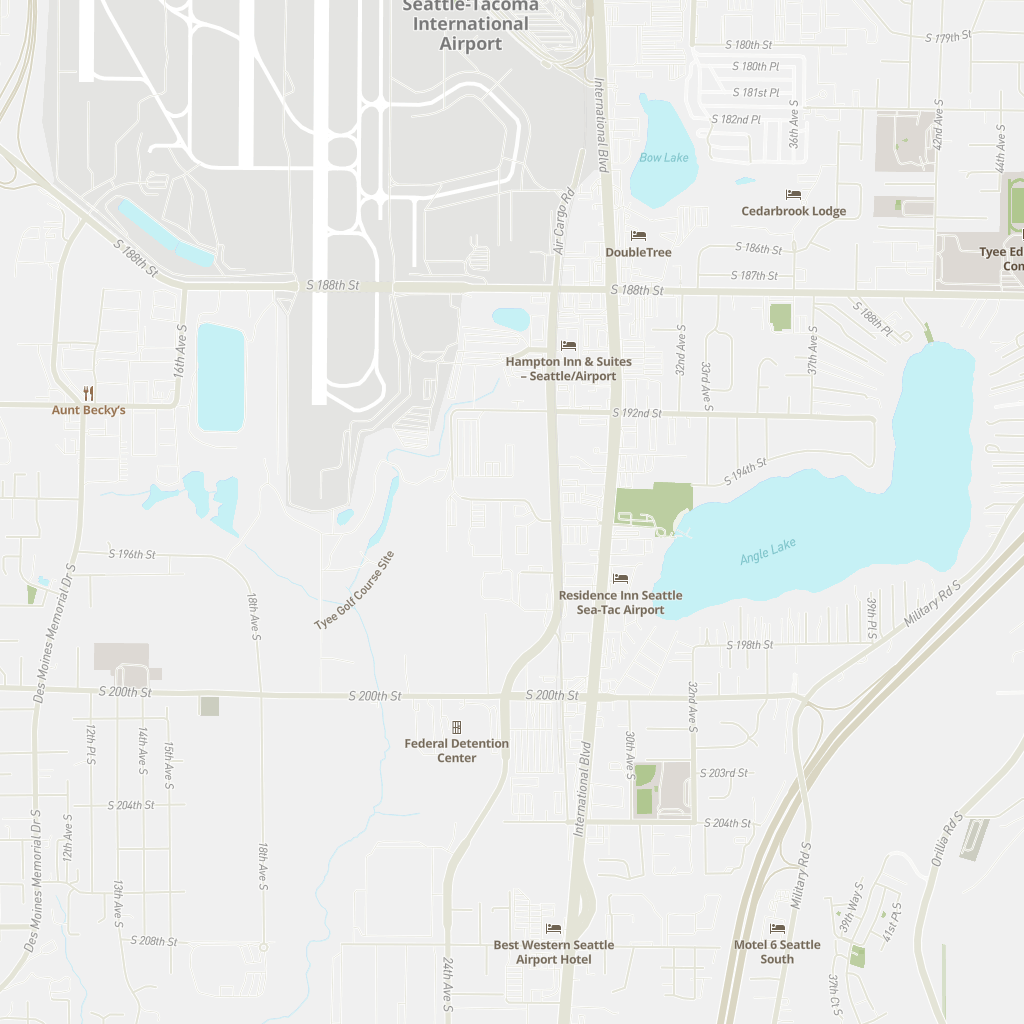 Seattle-Tacoma
International
Airport
S 180th St
S 179th St
S 180th Pl
S 181st Pl
S 182nd Pl
36th Ave S
42nd Ave S
44th Ave S
International Blvd
Bow Lake
Cedarbrook Lodge
Air Cargo Rd
DoubleTree
S 186th St
S 187th St
S 188th St
S 188th St
S 188th St
S 188th Pl
16th Ave S
32nd Ave S
33rd Ave S
37th Ave S
Hampton Inn & Suites
– Seattle/Airport
Aunt Becky's
S 192nd St
S 194th St
Angle Lake
S 196th St
Tyee Golf Course Site
Residence Inn Seattle
Sea-Tac Airport
18th Ave S
Des Moines Memorial Dr S
Military Rd S
39th Pl S
S 198th St
S 200th St
S 200th St
S 200th St
32nd Ave S
Federal Detention
Center
12th Pl S
14th Ave S
15th Ave S
30th Ave S
International Blvd
S 203rd St
S 204th St
S 204th St
12th Ave S
18th Ave S
Des Moines Memorial Dr S
13th Ave S
Military Rd S
Orillia Rd S
39th Way S
41st Pl S
S 208th St
24th Ave S
Best Western Seattle
Airport Hotel
Motel 6 Seattle
South
37th Ct S